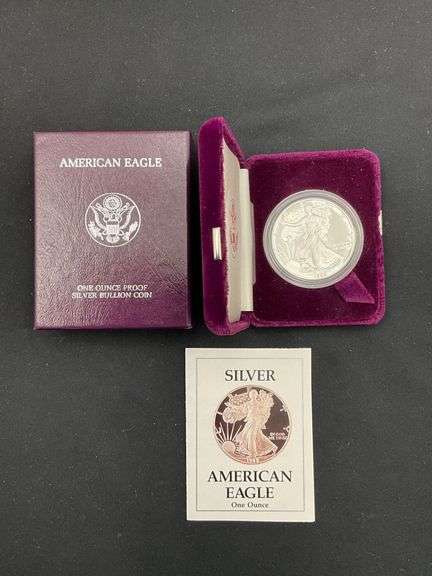 AMERICAN EAGLE
ONE OUNCE PROOF
SILVER BULLION COIN
SILVER
AMERICAN
EAGLE
One Ounce